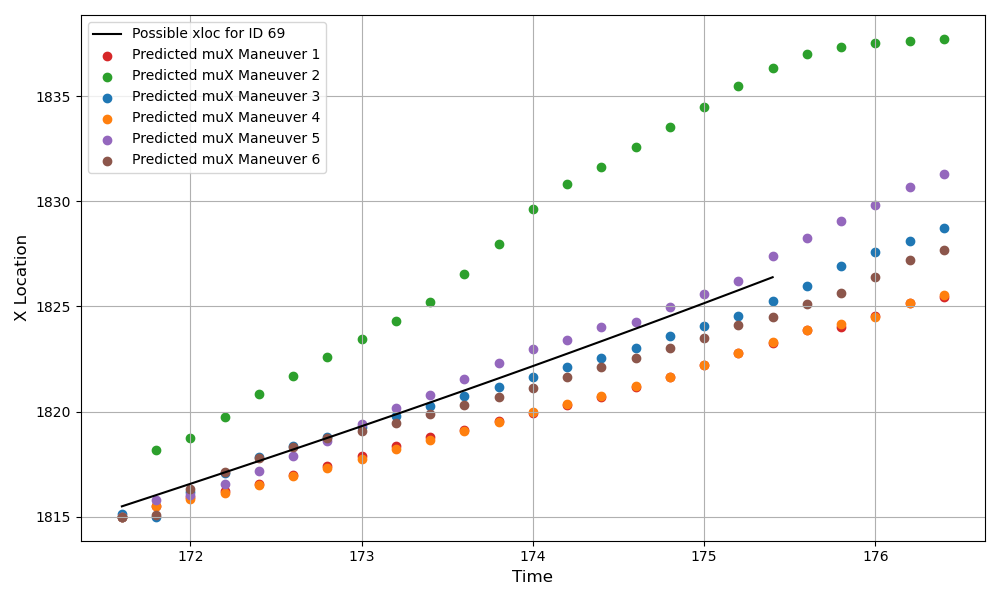 Possible xloc for ID 69
Predicted muX Maneuver 1
Predicted muX Maneuver 2
Predicted muX Maneuver 3
Predicted muX Maneuver 4
Predicted muX Maneuver 5
Predicted muX Maneuver 6
1835
1830
1825
1820
1815
X Location
172 173 174 175 176
Time